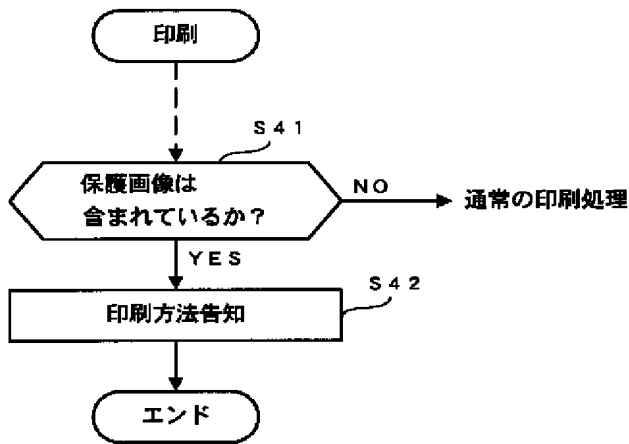 印刷
S41
保護画像は
含まれているか？
NO
通常の印刷処理
YES
S42
印刷方法告知
エンド